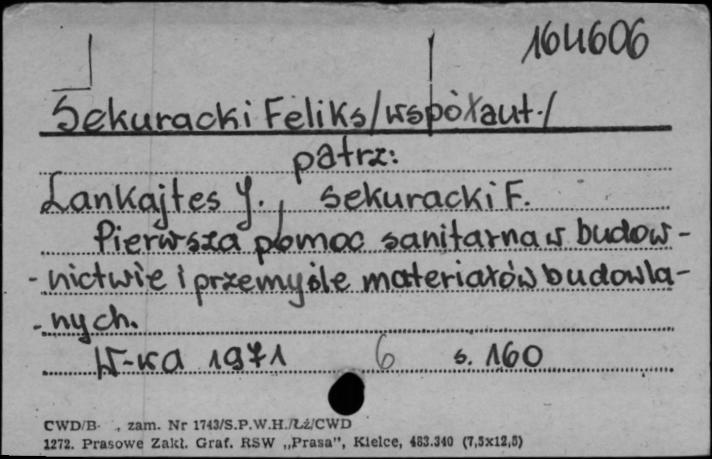 164606
Sekuracki Feliks/współaut./
patrz:
Lankajtes J., Sekuracki F.
Pierwsza pomoc sanitarna w budow-
-nictwie i przemyśle materiałów budowla-
-nych.
W-wa 1971 6 s. 160
CWD/B- ., zam. Nr 1743/S.P.W.H./Łż/CWD
1272. Prasowe Zakł. Graf. RSW „Prasa", Kielce, 483.340 (7,5x12,5)